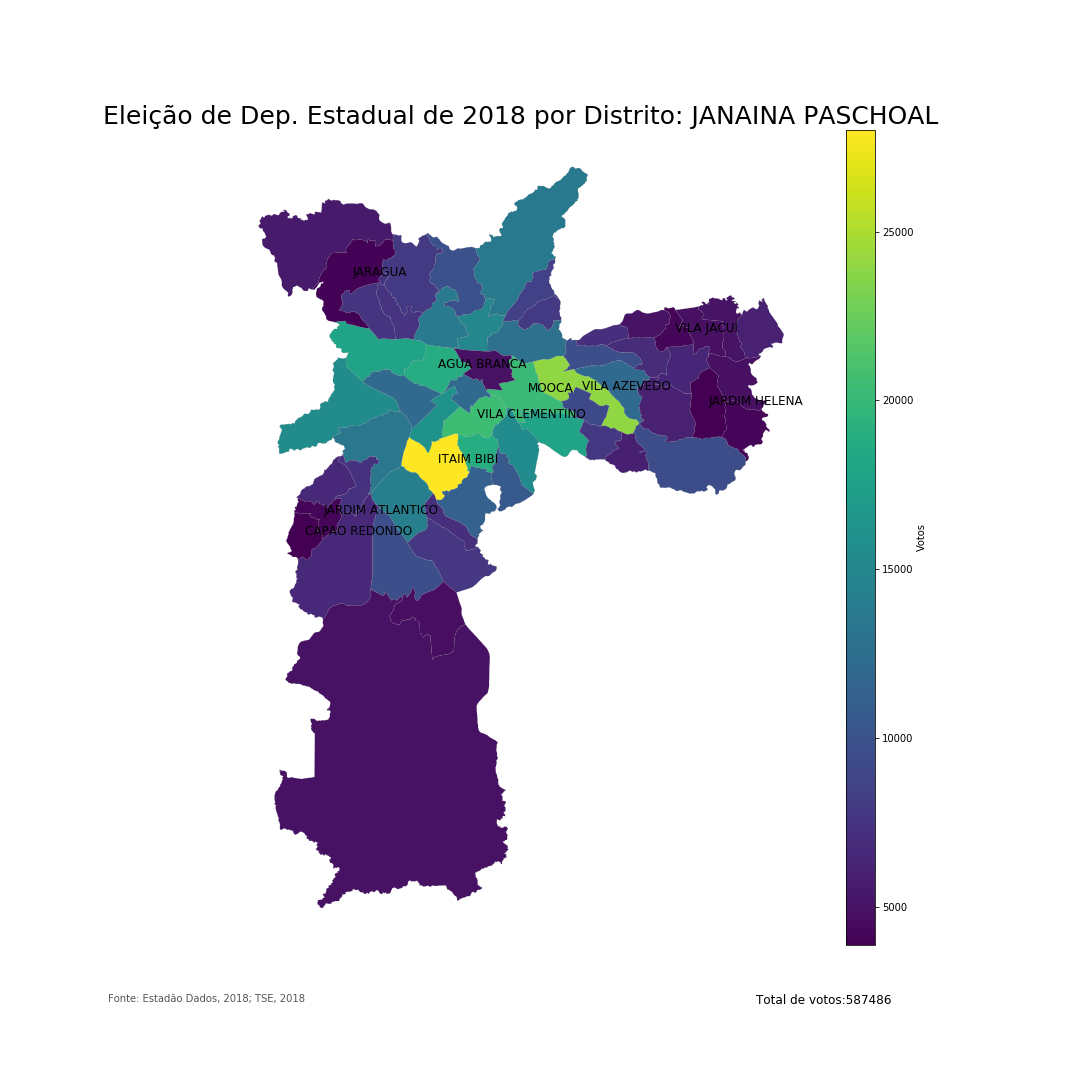 Eleição de Dep. Estadual de 2018 por Distrito: JANAINA PASCHOAL
25000
20000
15000
10000
5000
Votos
JARAGUA
VILA JACUI
AGUA BRANCA
MOOCA
VILA AZEVEDO
JARDIM HELENA
VILA CLEMENTINO
ITAIM BIBI
JARDIM ATLANTICO
CAPAO REDONDO
Fonte: Estadão Dados, 2018; TSE, 2018
Total de votos:587486